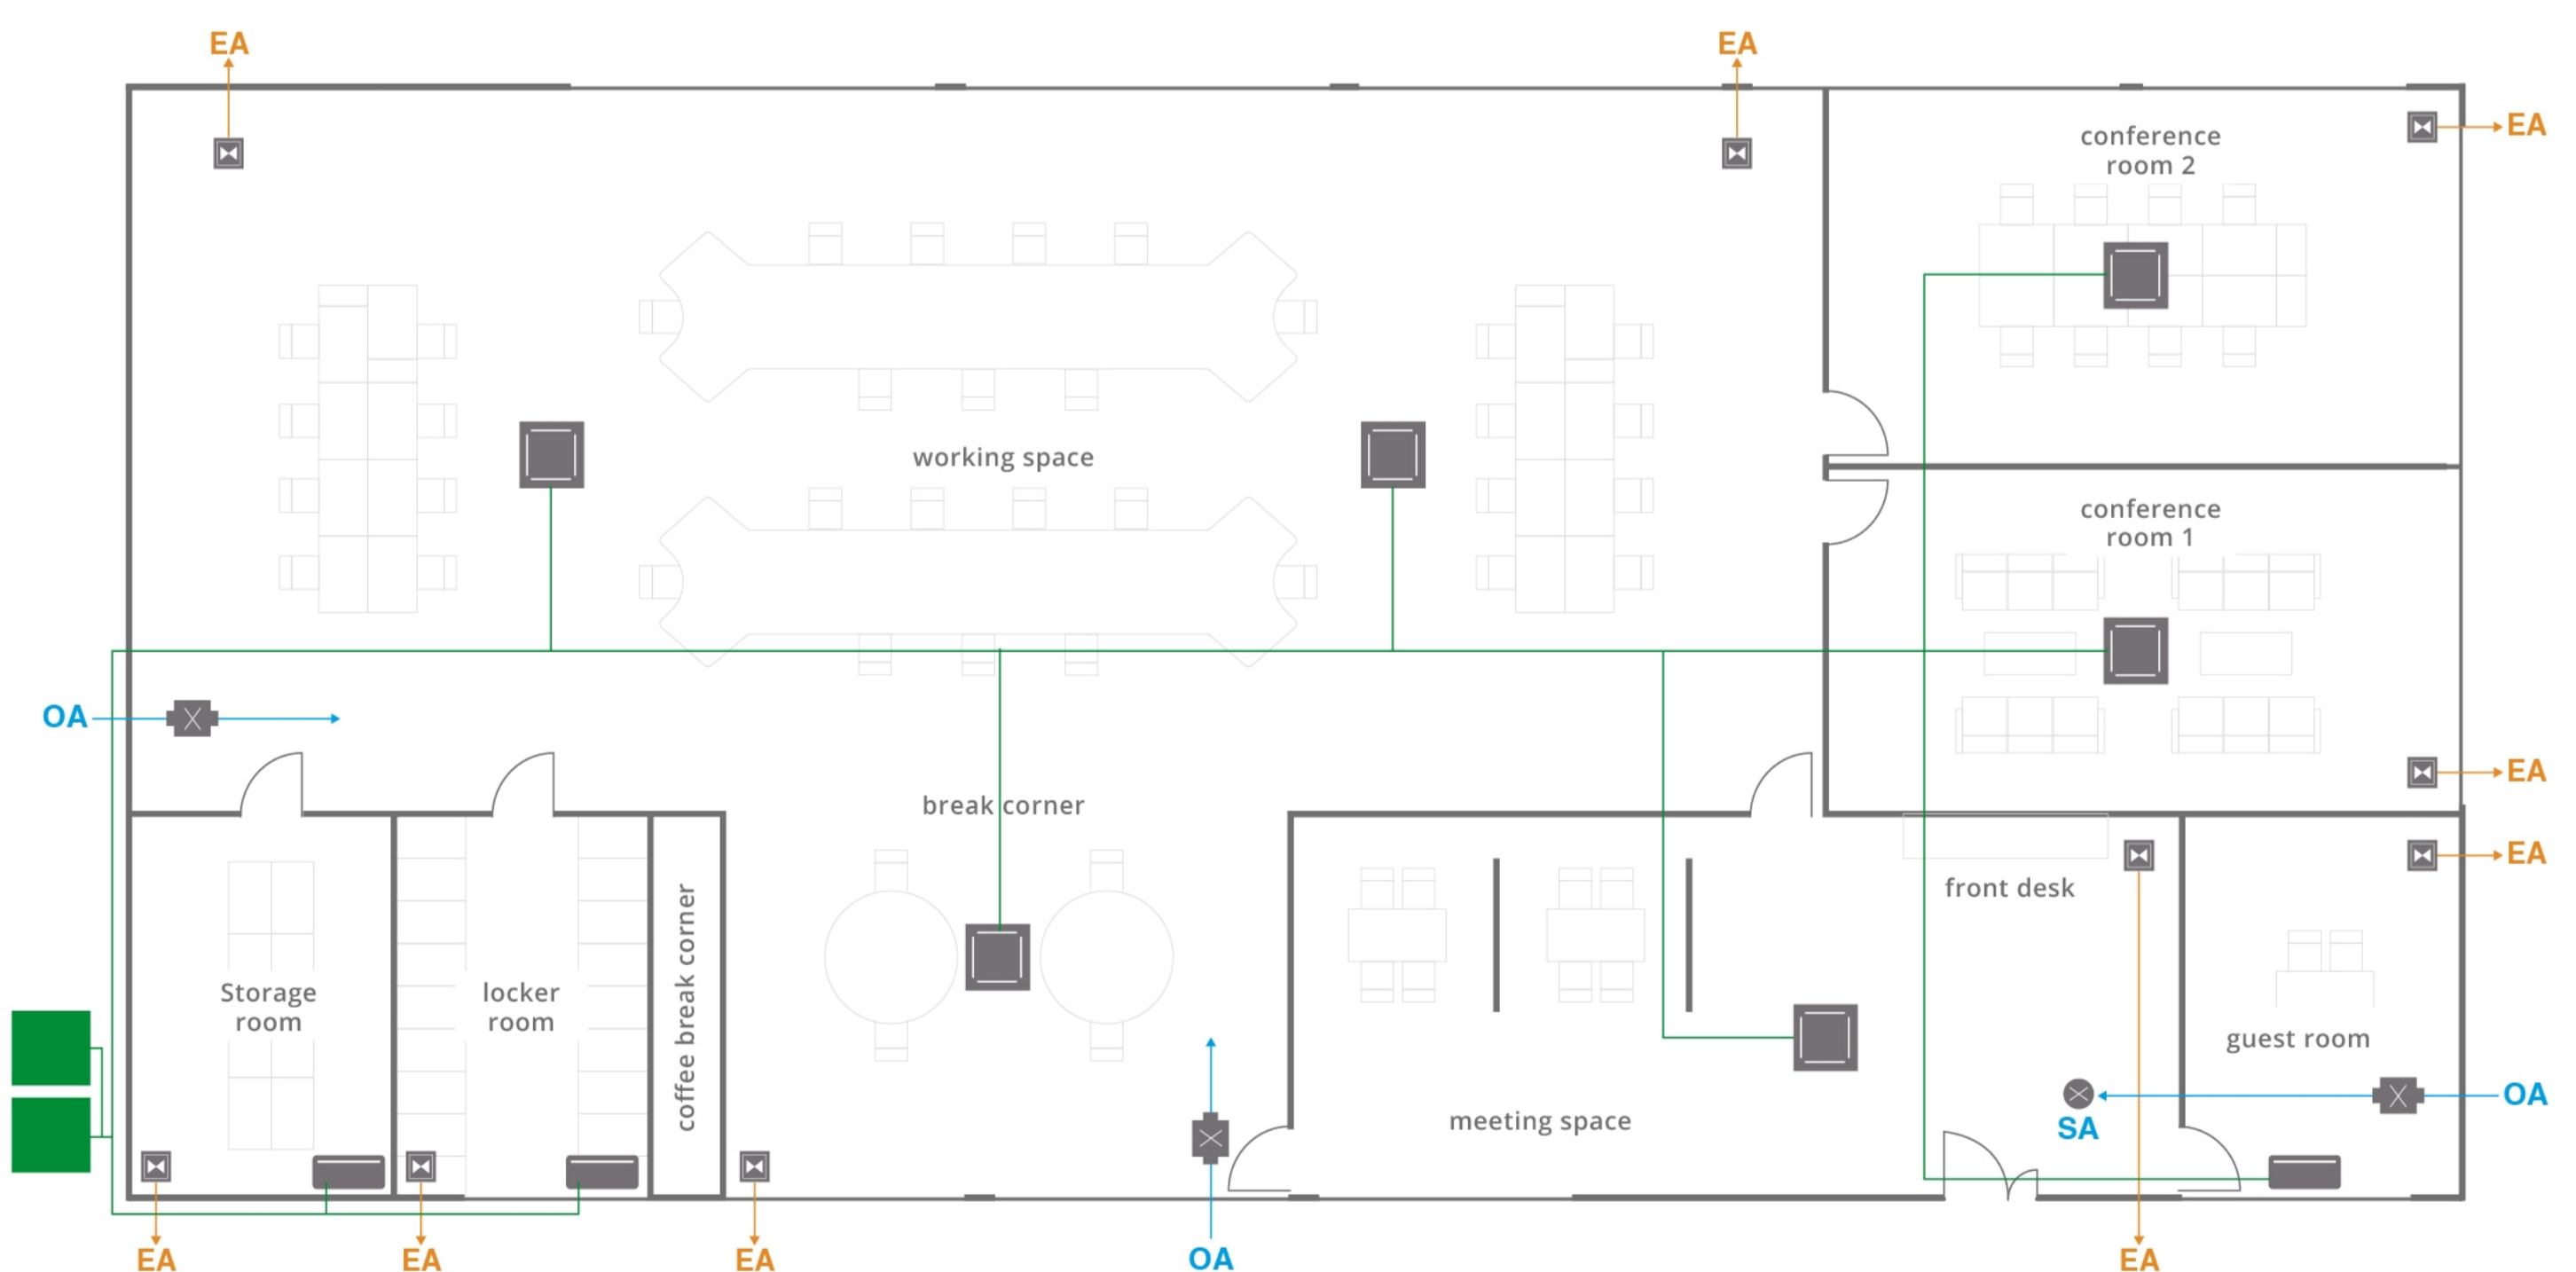 EA
EA
conference
room 2
EA
working space
conference
room 1
OA
EA
break corner
EA
front desk
Storage
room
locker
room
coffee break corner
guest room
meeting space
OA
SA
EA
EA
EA
OA
EA